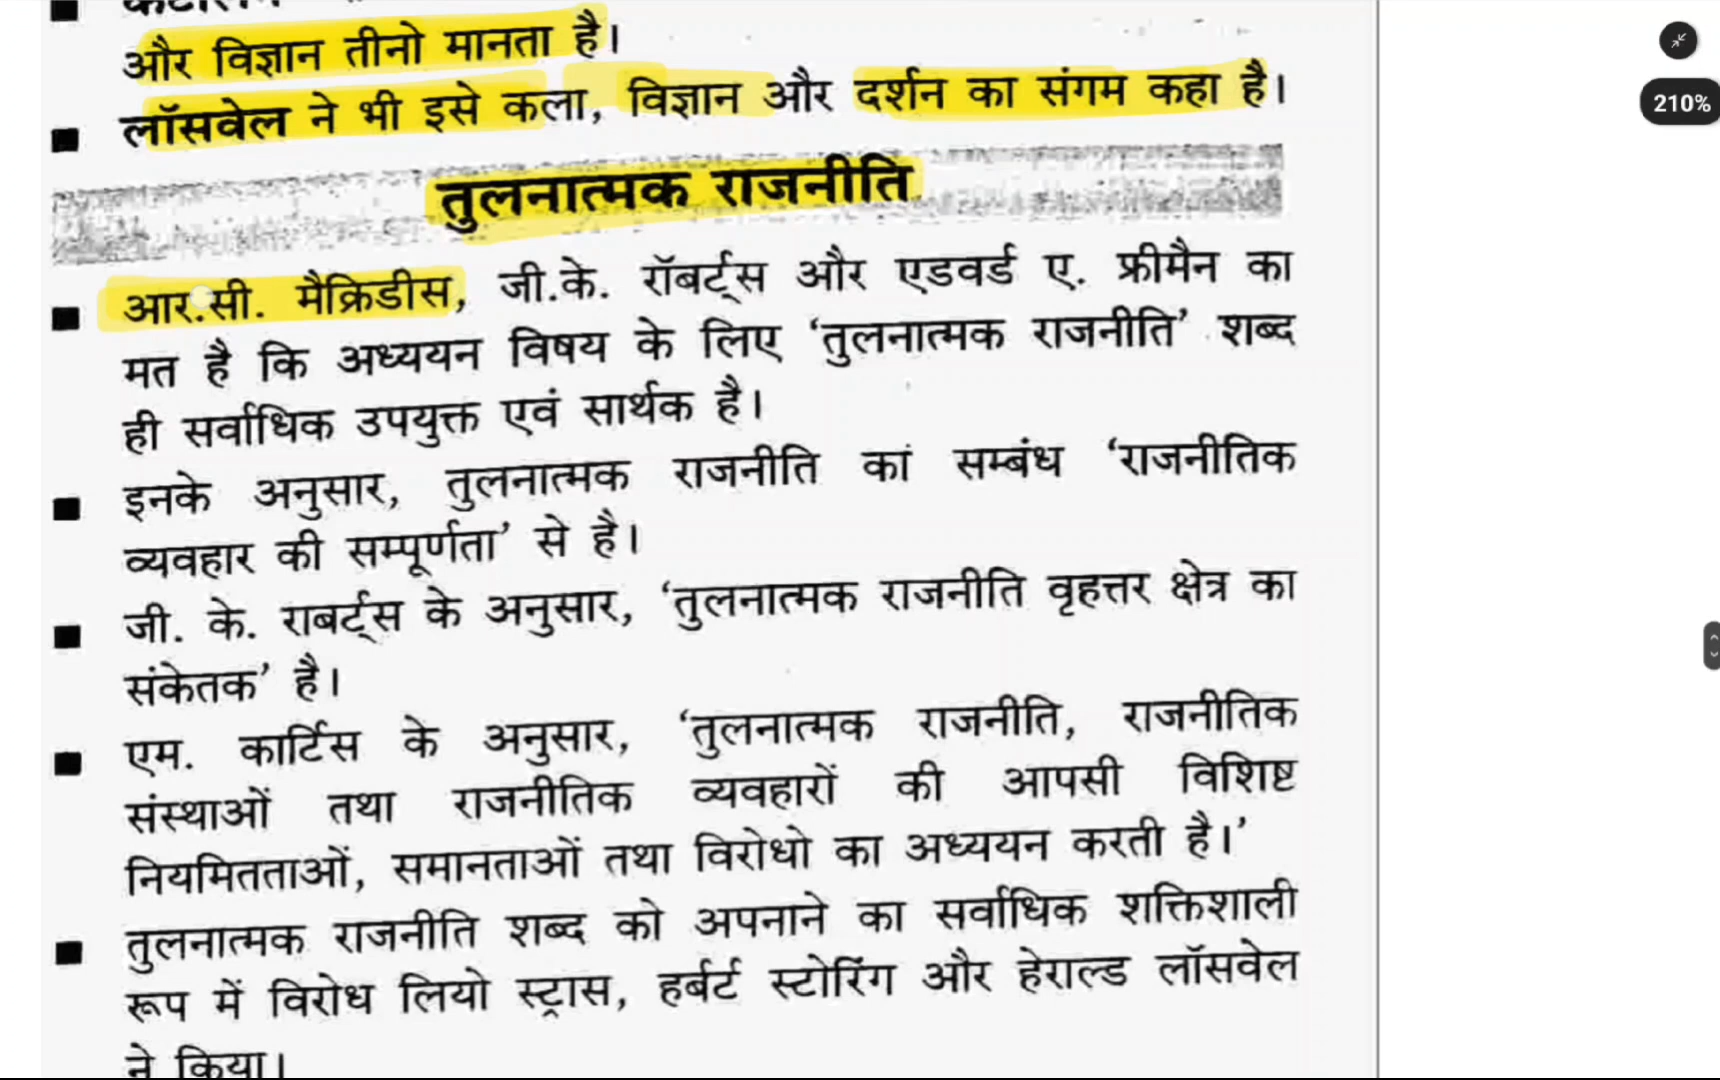 और विज्ञान तीनो मानता है।
■ लॉसवेल ने भी इसे कला, विज्ञान और दर्शन का संगम कहा है।
तुलनात्मक राजनीति
■ आर.सी. मैक्रिडीस, जी.के. रॉबर्ट्स और एडवर्ड ए. फ्रीमैन का
मत है कि अध्ययन विषय के लिए ‘तुलनात्मक राजनीति’ शब्द
ही सर्वाधिक उपयुक्त एवं सार्थक है।
■ इनके अनुसार, तुलनात्मक राजनीति कां सम्बंध ‘राजनीतिक
व्यवहार की सम्पूर्णता’ से है।
■ जी. के. राबर्ट्स के अनुसार, ‘तुलनात्मक राजनीति वृहत्तर क्षेत्र का
संकेतक’ है।
■ एम. कार्टिस के अनुसार, ‘तुलनात्मक राजनीति, राजनीतिक
संस्थाओं तथा राजनीतिक व्यवहारों की आपसी विशिष्ट
नियमितताओं, समानताओं तथा विरोधो का अध्ययन करती है।’
■ तुलनात्मक राजनीति शब्द को अपनाने का सर्वाधिक शक्तिशाली
रूप में विरोध लियो स्ट्रास, हर्बर्ट स्टोरिंग और हेराल्ड लॉसवेल
ने किया।
210%